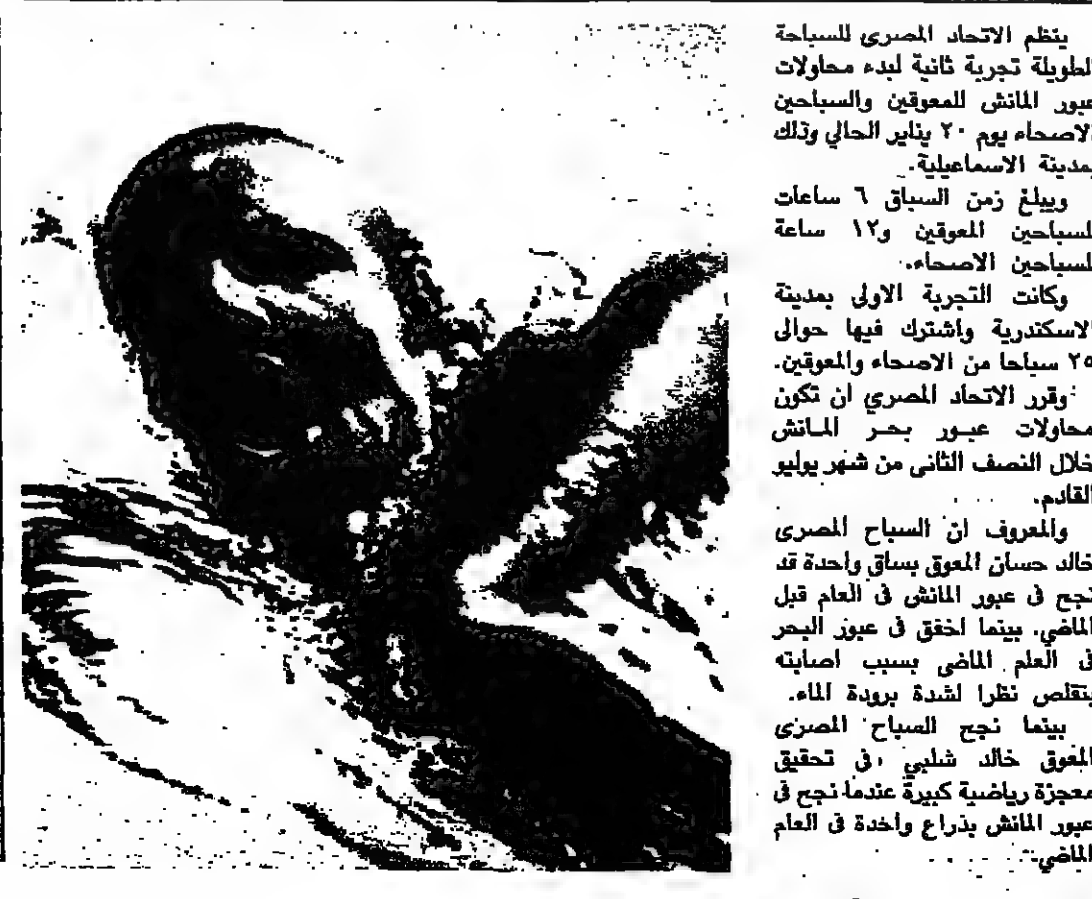 ينظم الاتحاد المصرى للسباحة
الطويلة تجربة ثانية لبدء محاولات
عبور المانش للمعوقين والسباحين
الاصحاء يوم ٢٠ يناير الحالي وذلك
بمدينة الاسماعيلية.
ويبلغ زمن السباق ٦ ساعات
للسباحين المعوقين و١٢ ساعة
للسباحين الاصحاء.
وكانت التجربة الاولى بمدينة
الاسكندرية واشترك فيها حوالى
٢٥ سباحا من الاصحاء والمعوقين.
وقرر الاتحاد المصري ان تكون
محاولات عبور بحر المانش
خلال النصف الثانى من شهر يوليو
القادم.
والمعروف ان السباح المصرى
خالد حسان المعوق بساق واحدة قد
نجح فى عبور المانش فى العام قبل
الماضي. بينما اخفق فى عبور البحر
فى العلم الماضى بسبب اصابته
بتقلص نظرا لشدة برودة الماء.
بينما نجح السباح المصرى
المعوق خالد شلبي فى تحقيق
معجزة رياضية كبيرة عندما نجح فى
عبور المانش بذراع واحدة فى العام
الماضي.